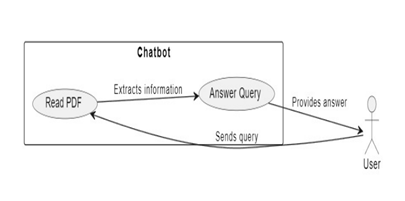 Chatbot
Read PDF
Extracts information
Answer Query
Provides answer
Sends query
User